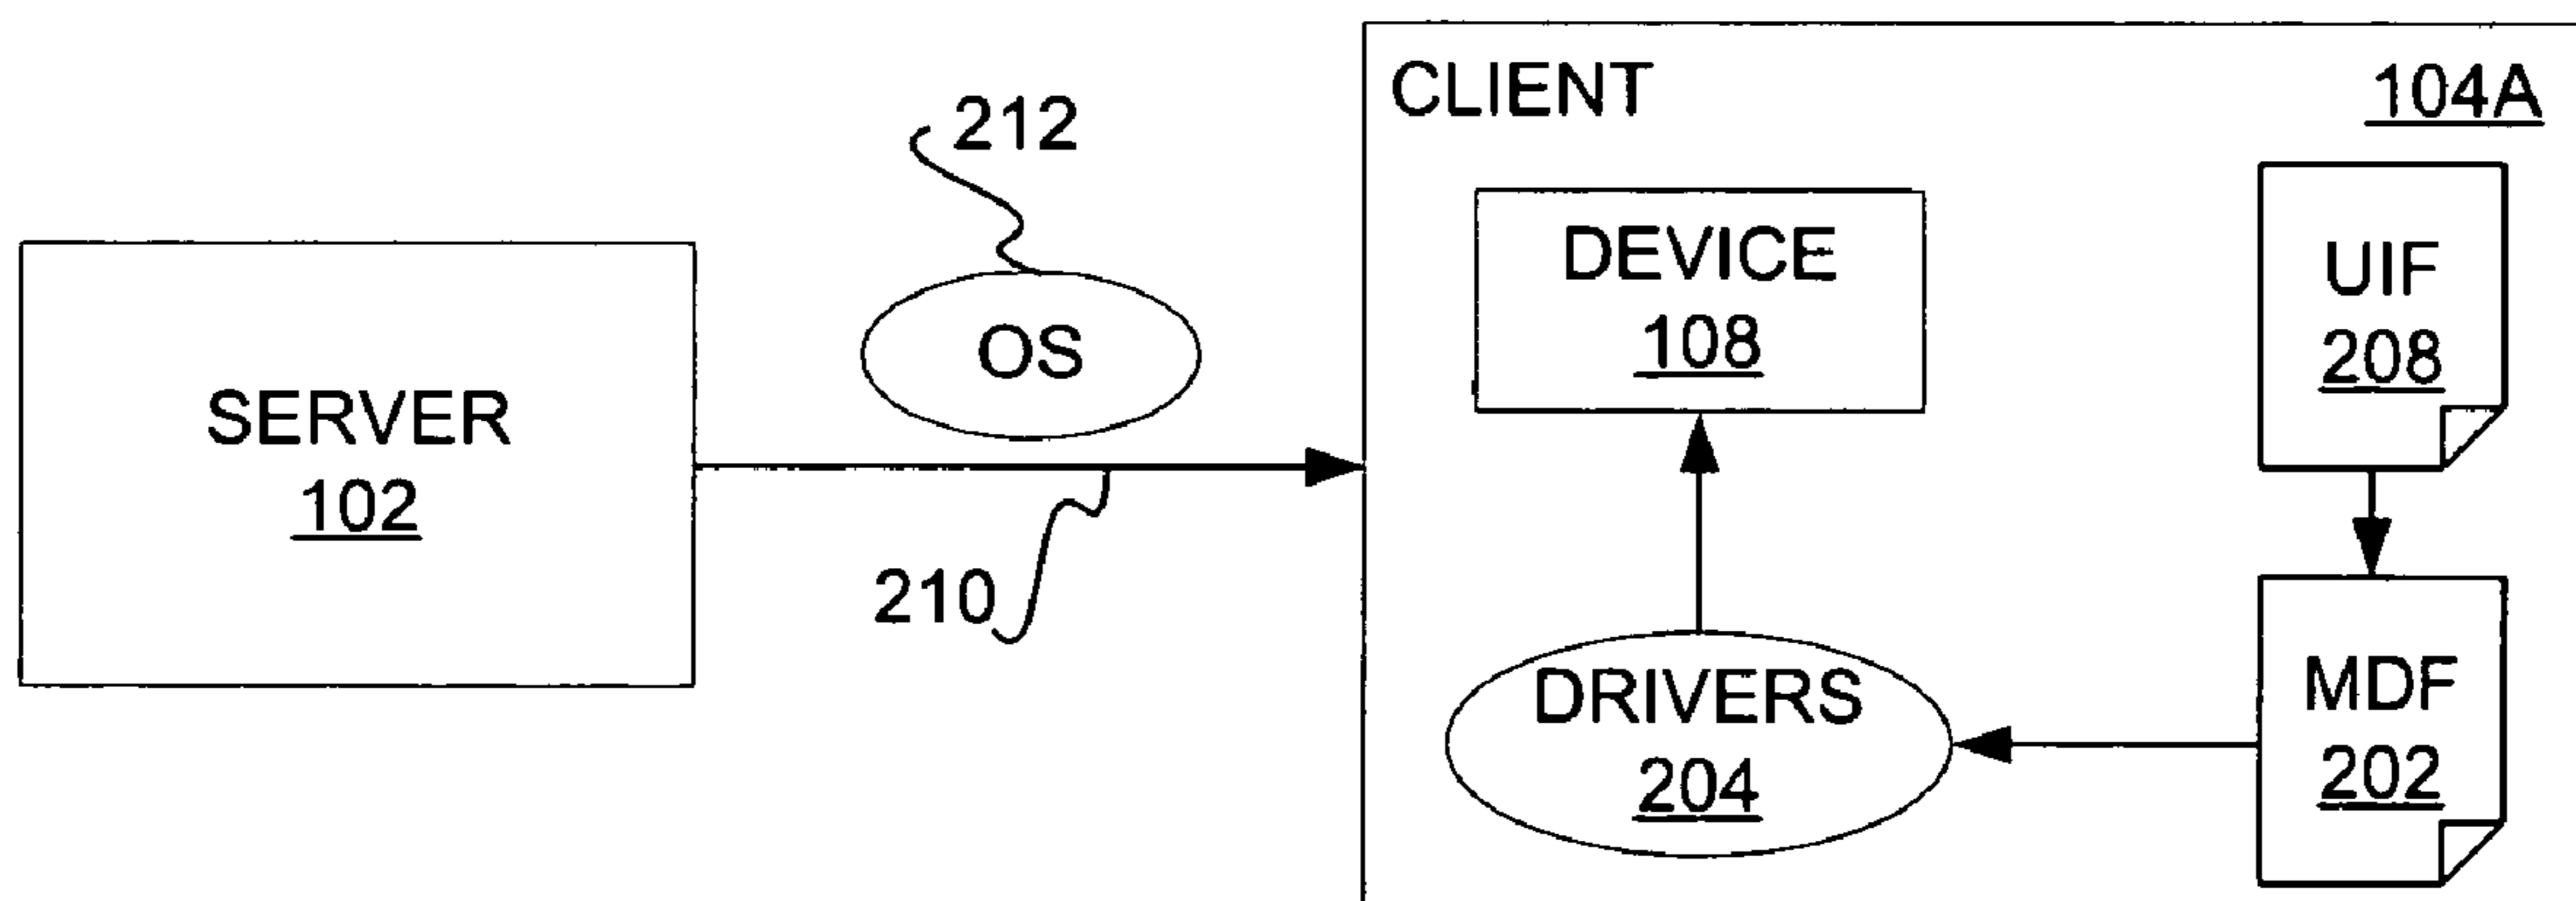 CLIENT
104A
212
DEVICE
108
UIF
208
OS
SERVER
102
210
DRIVERS
204
MDF
202